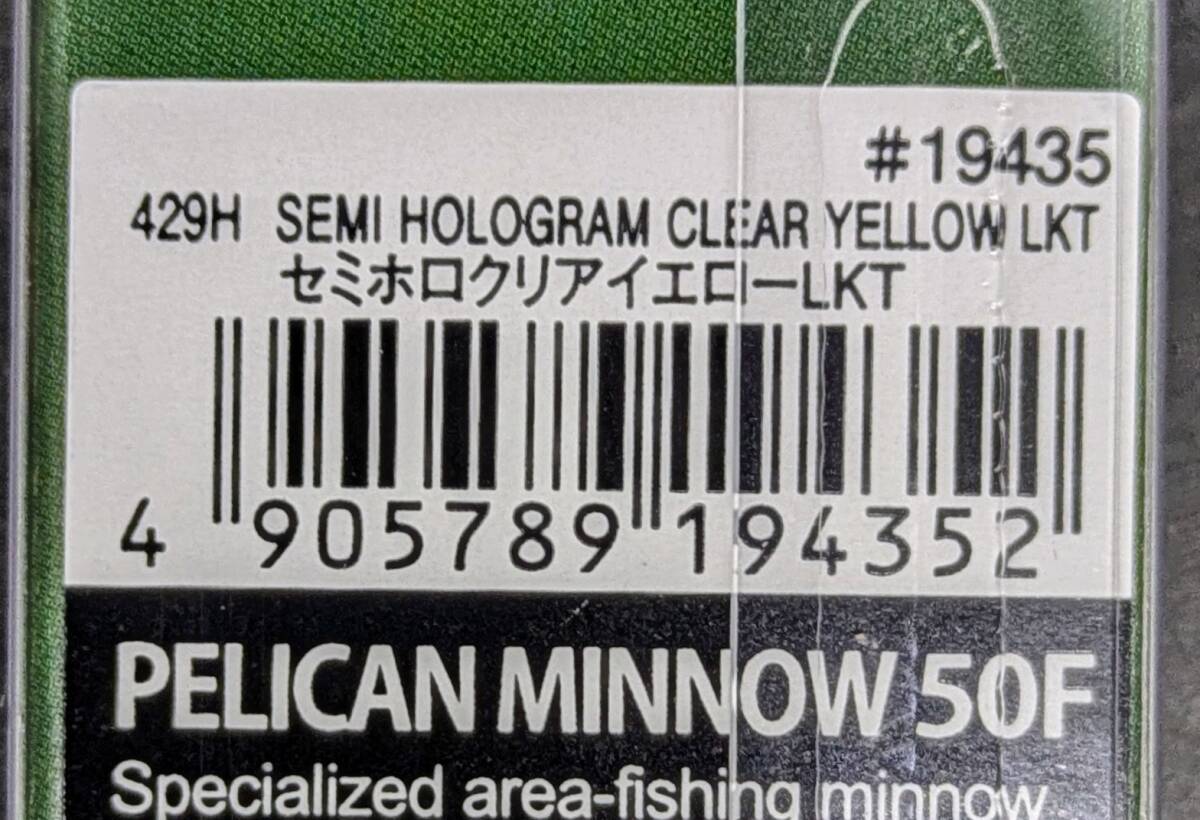 #19435
429H SEMI HOLOGRAM CLEAR YELLOW LKT
セミホロクリアイエローLKT
4 905789 194352
PELICAN MINNOW 50F
Specialized area-fishing minnow